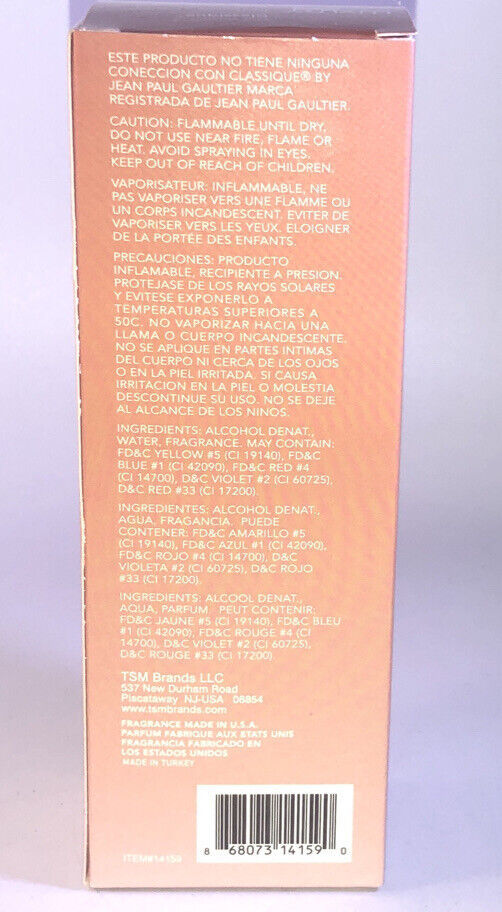 ESTE PRODUCTO NO TIENE NINGUNA
CONECCION CON CLASSIQUE® BY
JEAN PAUL GAULTIER MARCA
REGISTRADA DE JEAN PAUL GAULTIER.
CAUTION: FLAMMABLE UNTIL DRY,
DO NOT USE NEAR FIRE, FLAME OR
HEAT. AVOID SPRAYING IN EYES.
KEEP OUT OF REACH OF CHILDREN.
VAPORISATEUR: INFLAMMABLE, NE
PAS VAPORISER VERS UNE FLAMME OU
UN CORPS INCANDESCENT. EVITER DE
VAPORISER VERS LES YEUX. ELOIGNER
DE LA PORTÉE DES ENFANTS.
PRECAUCIONES: PRODUCTO
INFLAMABLE, RECIPIENTE A PRESION.
PROTEJASE DE LOS RAYOS SOLARES
Y EVITESE EXPONERLO A
TEMPERATURAS SUPERIORES A
50C. NO VAPORIZAR HACIA UNA
LLAMA O CUERPO INCANDESCENTE.
NO SE APLIQUE EN PARTES INTIMAS
DEL CUERPO NI CERCA DE LOS OJOS
O EN LA PIEL IRRITADA. SI CAUSA
IRRITACION EN LA PIEL O MOLESTIA
DESCONTINUE SU USO. NO SE DEJE
AL ALCANCE DE LOS NINOS.
INGREDIENTS: ALCOHOL DENAT.,
WATER, FRAGRANCE. MAY CONTAIN:
FD&C YELLOW #5 (CI 19140), FD&C
BLUE #1 (CI 42090), FD&C RED #4
(CI 14700), D&C VIOLET #2 (CI 60725),
D&C RED #33 (CI 17200).
INGREDIENTES: ALCOHOL DENAT.,
AGUA, FRAGANCIA. PUEDE
CONTENER: FD&C AMARILLO #5
(CI 19140), FD&C AZUL #1 (CI 42090),
FD&C ROJO #4 (CI 14700), D&C
VIOLETA #2 (CI 60725), D&C ROJO
#33 (CI 17200).
INGREDIENTS: ALCOOL DENAT.,
AQUA, PARFUM PEUT CONTENIR:
FD&C JAUNE #5 (CI 19140), FD&C BLEU
#1 (CI 42090), FD&C ROUGE #4 (CI
14700), D&C VIOLET #2 (CI 60725),
D&C ROUGE #33 (CI 17200).
TSM Brands LLC
537 New Durham Road
Piscataway NJ-USA 08854
www.tsmbrands.com
FRAGRANCE MADE IN U.S.A.
PARFUM FABRIQUE AUX ETATS UNIS
FRAGRANCIA FABRICADO EN
LOS ESTADOS UNIDOS
MADE IN TURKEY
ITEM#14159
8 68073 14159 0